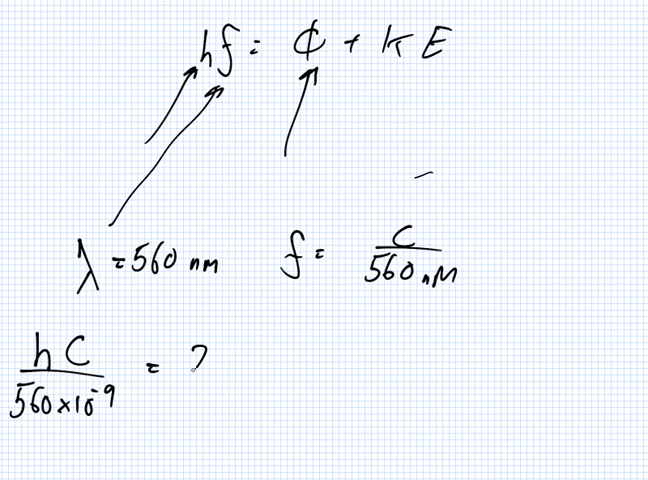 hf = ϕ + KE
λ = 560 nm f = C / 560 nM
hC / 560×10⁻⁹ = ?